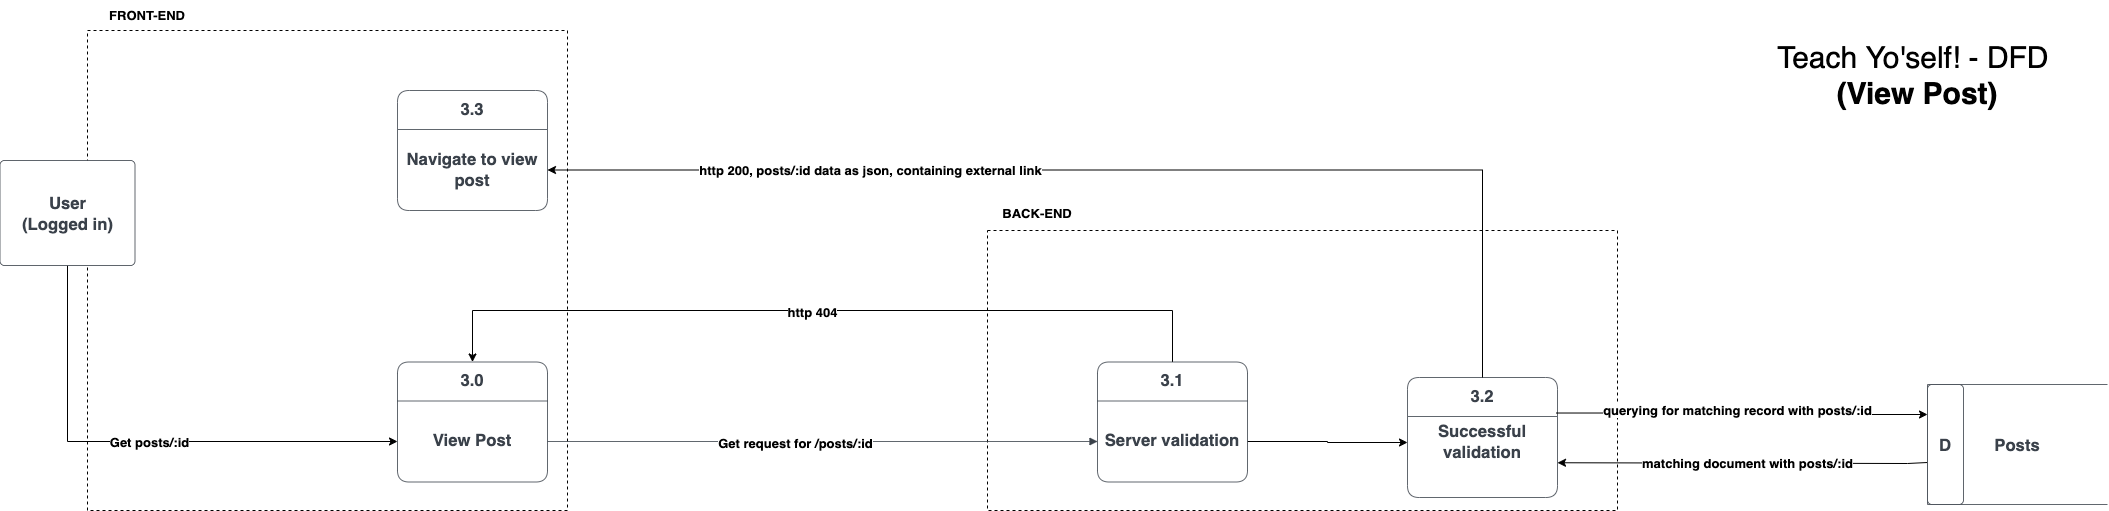 FRONT-END
Teach Yo'self! - DFD
(View Post)
3.3
Navigate to view
post
http 200, posts/:id data as json, containing external link
User
(Logged in)
BACK-END
http 404
3.0
View Post
Get posts/:id
Get request for /posts/:id
3.1
Server validation
3.2
Successful
validation
querying for matching record with posts/:id
matching document with posts/:id
D
Posts